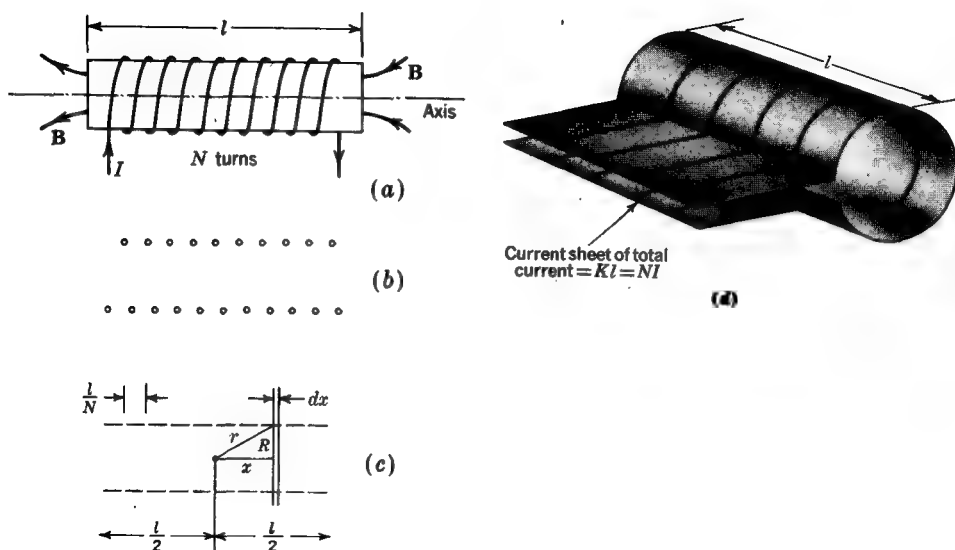 l
B
Axis
B
I
N turns
(a)
(b)
l/N
dx
r
R
x
(c)
l/2
l/2
l
Current sheet of total
current = Kl = NI
(d)